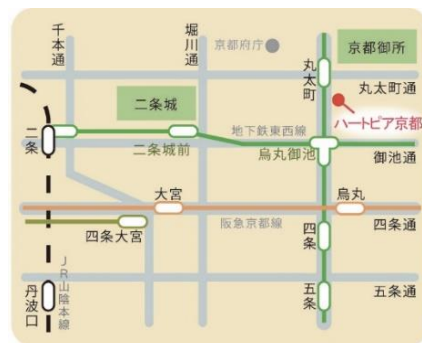 千本通
堀川通
京都府庁
京都御所
丸太町
丸太町通
二条城
ハートピア京都
地下鉄東西線
二条
二条城前
烏丸御池
御池通
大宮
烏丸
四条大宮
阪急京都線
四条
四条通
JR山陰本線
丹波口
五条
五条通